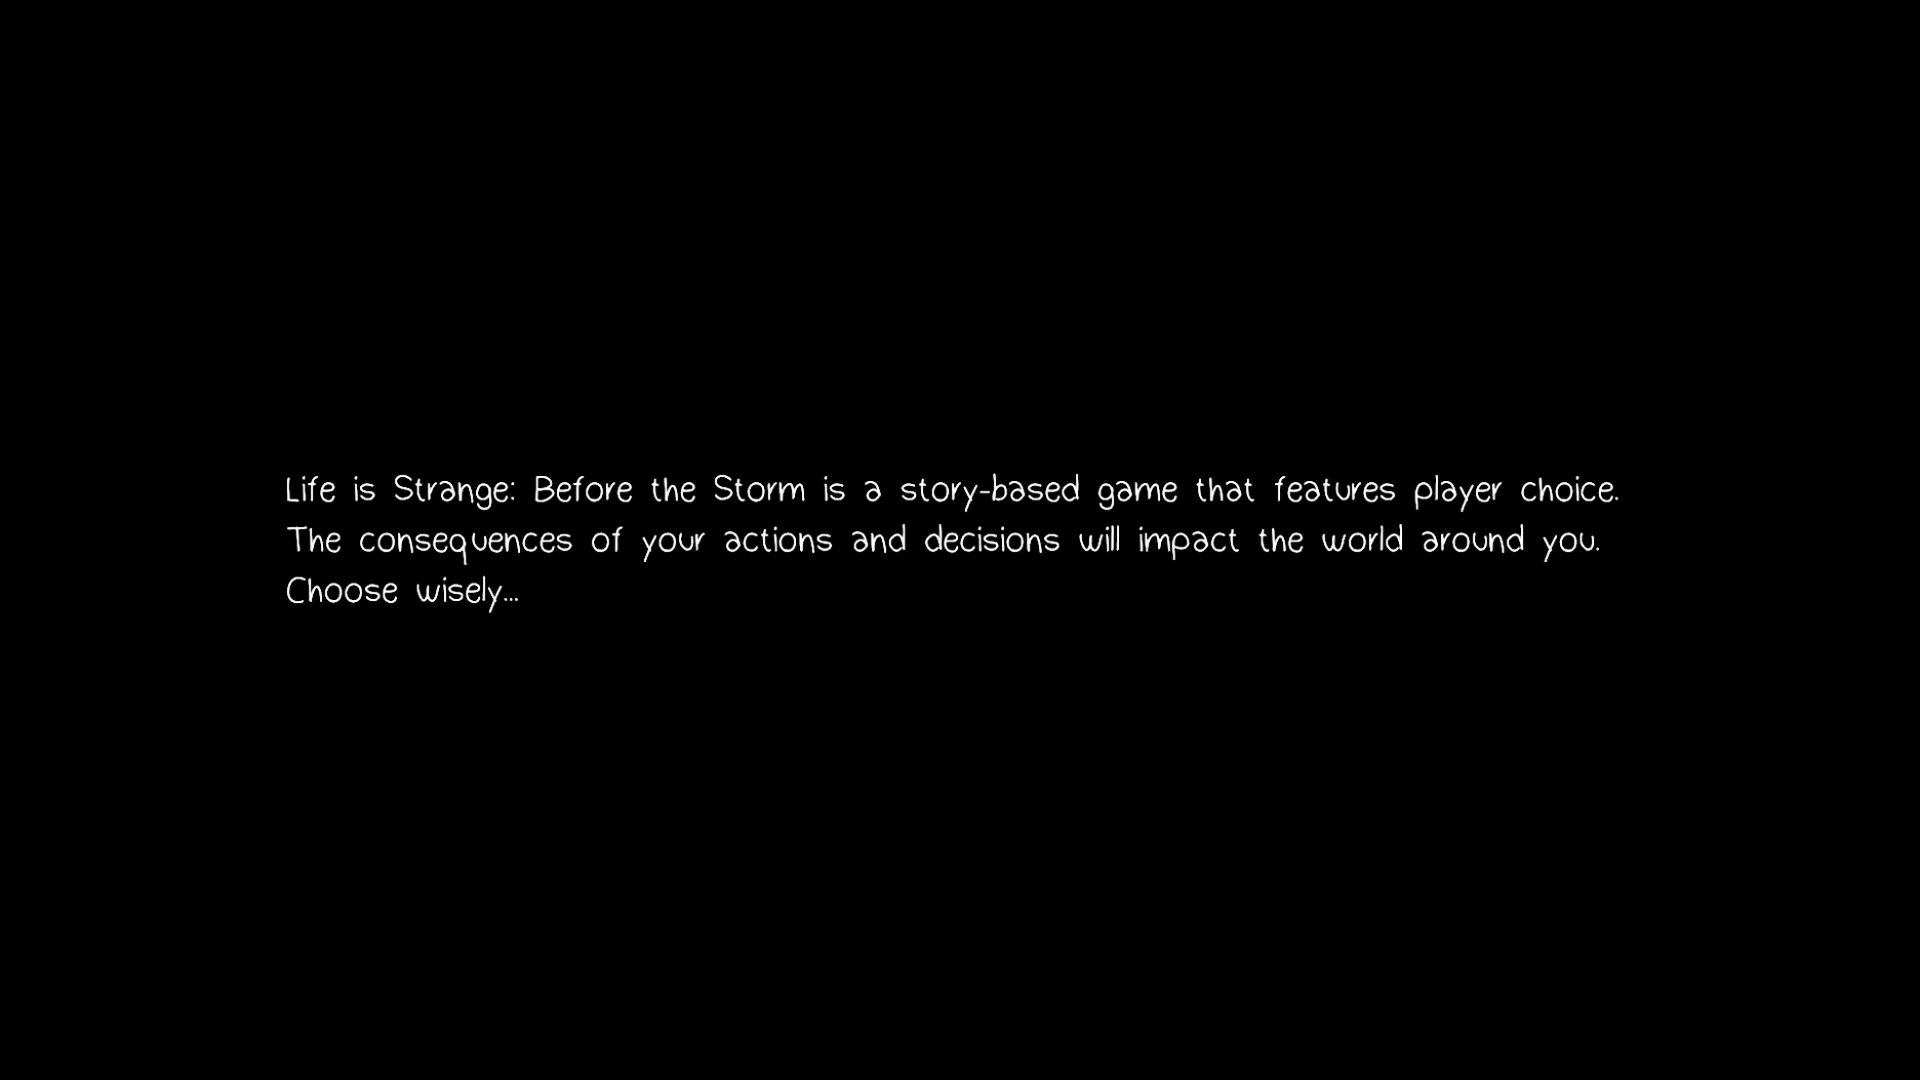 Life is Strange: Before the Storm is a story-based game that features player choice.
The consequences of your actions and decisions will impact the world around you.
Choose wisely...